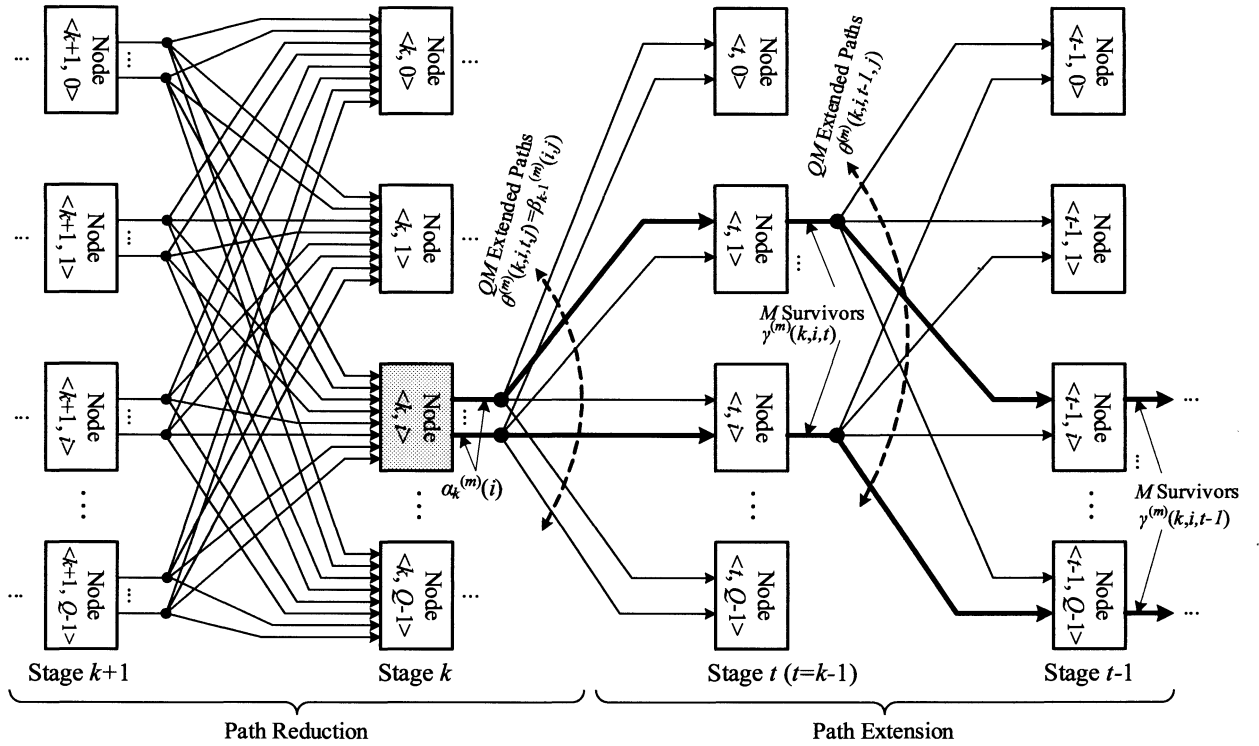 Node <k+1, 0>
Node <k, 0>
Node <t, 0>
Node <t-1, 0>
QM Extended Paths
θ^(m)(k,i,t,j)=β_k-1^(m)(i,j)
QM Extended Paths
θ^(m)(k,i,t-1,j)
Node <k+1, 1>
Node <k, 1>
Node <t, 1>
Node <t-1, 1>
M Survivors
γ^(m)(k,i,t)
Node <k+1, i>
Node <k, i>
Node <t, i>
Node <t-1, i>
α_k^(m)(i)
M Survivors
γ^(m)(k,i,t-1)
Node <k+1, Q-1>
Node <k, Q-1>
Node <t, Q-1>
Node <t-1, Q-1>
Stage k+1
Stage k
Stage t (t=k-1)
Stage t-1
Path Reduction
Path Extension